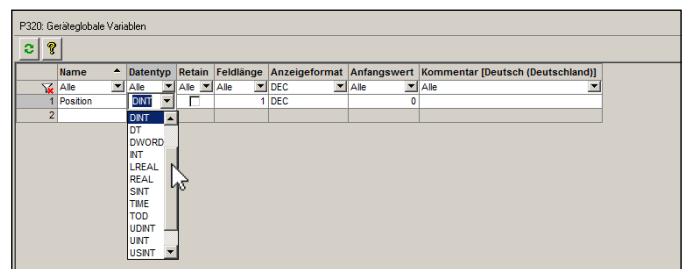 P320: Geräteglobale Variablen
Name Datentyp Retain Feldlänge Anzeigeformat Anfangswert Kommentar [Deutsch (Deutschland)]
Alle Alle Alle Alle DEC Alle Alle
1 Position DINT 1 DEC 0
2
DINT
DT
DWORD
INT
LREAL
REAL
SINT
TIME
TOD
UDINT
UINT
USINT